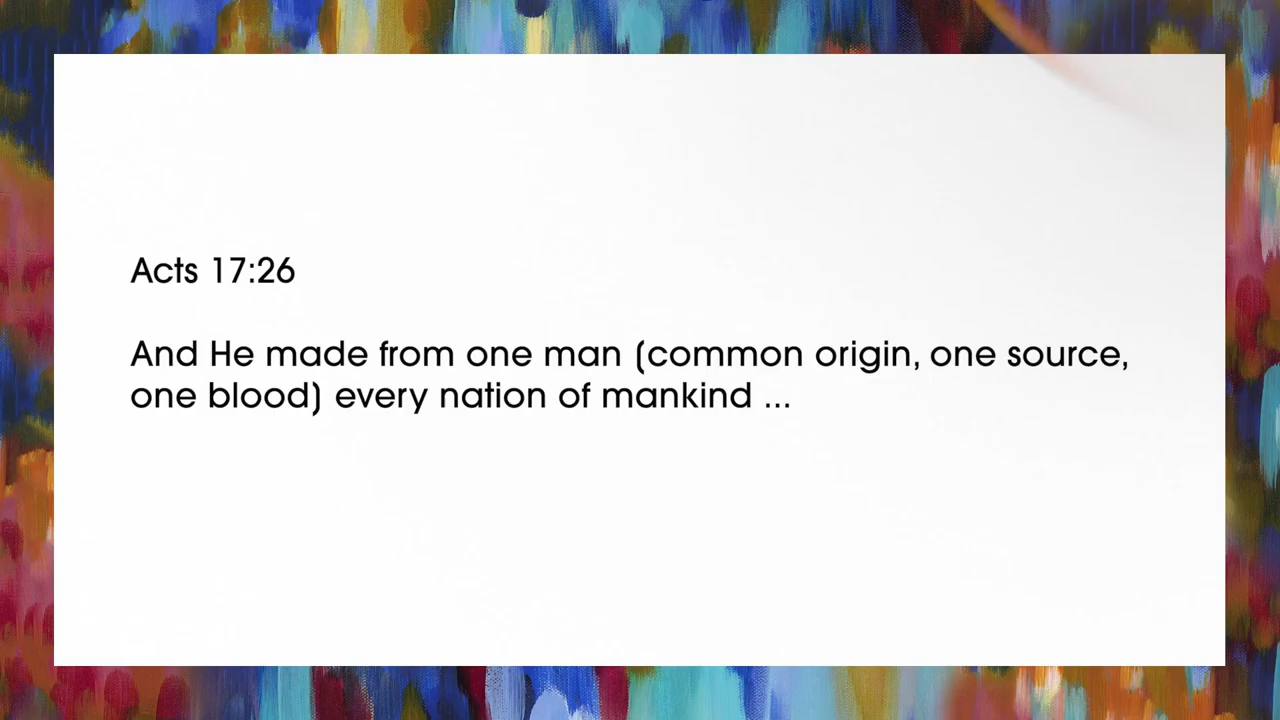 Acts 17:26
And He made from one man (common origin, one source,
one blood) every nation of mankind ...